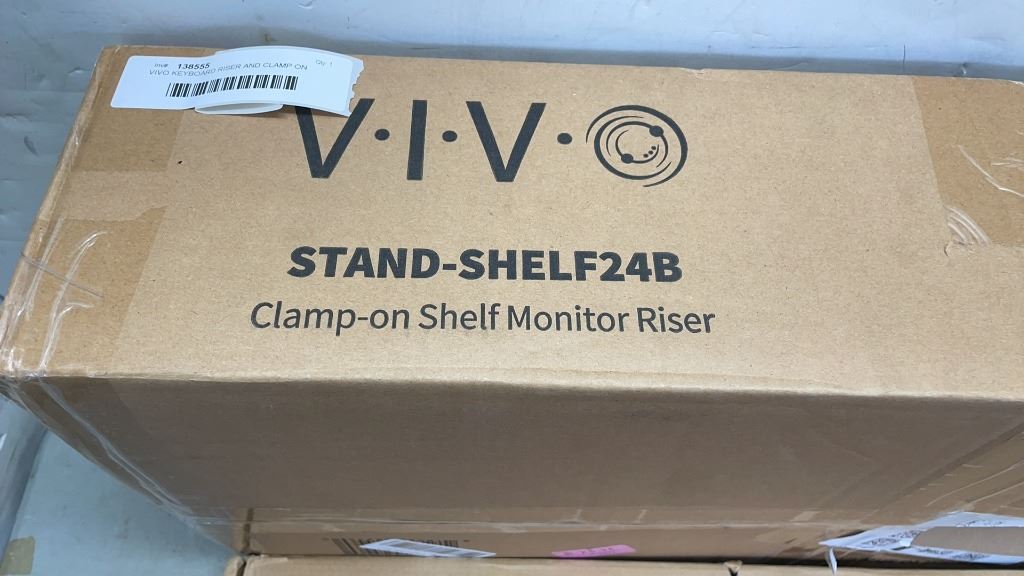 Inv# 138555 Qty: 1
VIVO KEYBOARD RISER AND CLAMP ON
V·I·V·O
STAND-SHELF24B
Clamp-on Shelf Monitor Riser